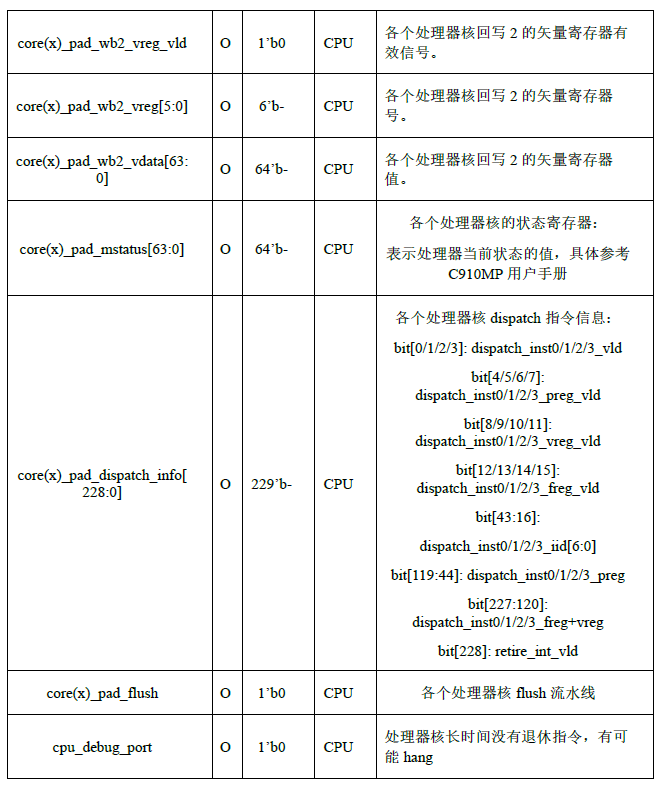 core(x)_pad_wb2_vreg_vld O 1’b0 CPU 各个处理器核回写 2 的矢量寄存器有
效信号。
core(x)_pad_wb2_vreg[5:0] O 6’b- CPU 各个处理器核回写 2 的矢量寄存器
号。
core(x)_pad_wb2_vdata[63:
0] O 64’b- CPU 各个处理器核回写 2 的矢量寄存器
值。
core(x)_pad_mstatus[63:0] O 64’b- CPU 各个处理器核的状态寄存器：
表示处理器当前状态的值，具体参考
C910MP 用户手册
core(x)_pad_dispatch_info[
228:0] O 229’b- CPU 各个处理器核 dispatch 指令信息：
bit[0/1/2/3]: dispatch_inst0/1/2/3_vld
bit[4/5/6/7]:
dispatch_inst0/1/2/3_preg_vld
bit[8/9/10/11]:
dispatch_inst0/1/2/3_vreg_vld
bit[12/13/14/15]:
dispatch_inst0/1/2/3_freg_vld
bit[43:16]:
dispatch_inst0/1/2/3_iid[6:0]
bit[119:44]: dispatch_inst0/1/2/3_preg
bit[227:120]:
dispatch_inst0/1/2/3_freg+vreg
bit[228]: retire_int_vld
core(x)_pad_flush O 1’b0 CPU 各个处理器核 flush 流水线
cpu_debug_port O 1’b0 CPU 处理器核长时间没有退休指令，有可
能 hang